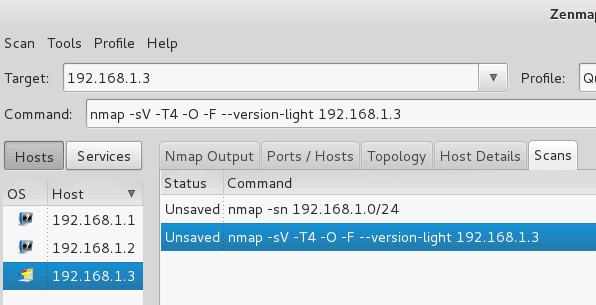 Zenmap
Scan Tools Profile Help
Target: 192.168.1.3 Profile:
Command: nmap -sV -T4 -O -F --version-light 192.168.1.3
Hosts Services Nmap Output Ports / Hosts Topology Host Details Scans
OS Host Status Command
192.168.1.1 Unsaved nmap -sn 192.168.1.0/24
192.168.1.2 Unsaved nmap -sV -T4 -O -F --version-light 192.168.1.3
192.168.1.3